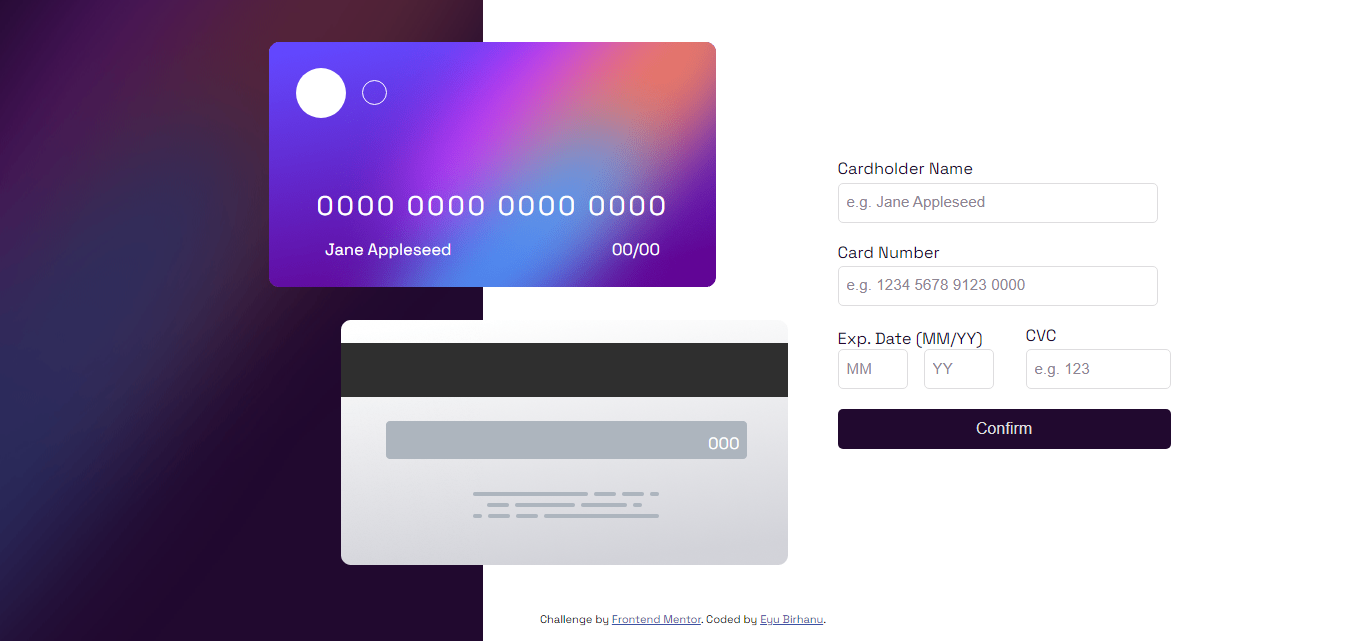 0000 0000 0000 0000
Jane Appleseed 00/00
000
Cardholder Name
e.g. Jane Appleseed
Card Number
e.g. 1234 5678 9123 0000
Exp. Date (MM/YY) CVC
MM YY e.g. 123
Confirm
Challenge by Frontend Mentor. Coded by Eyu Birhanu.